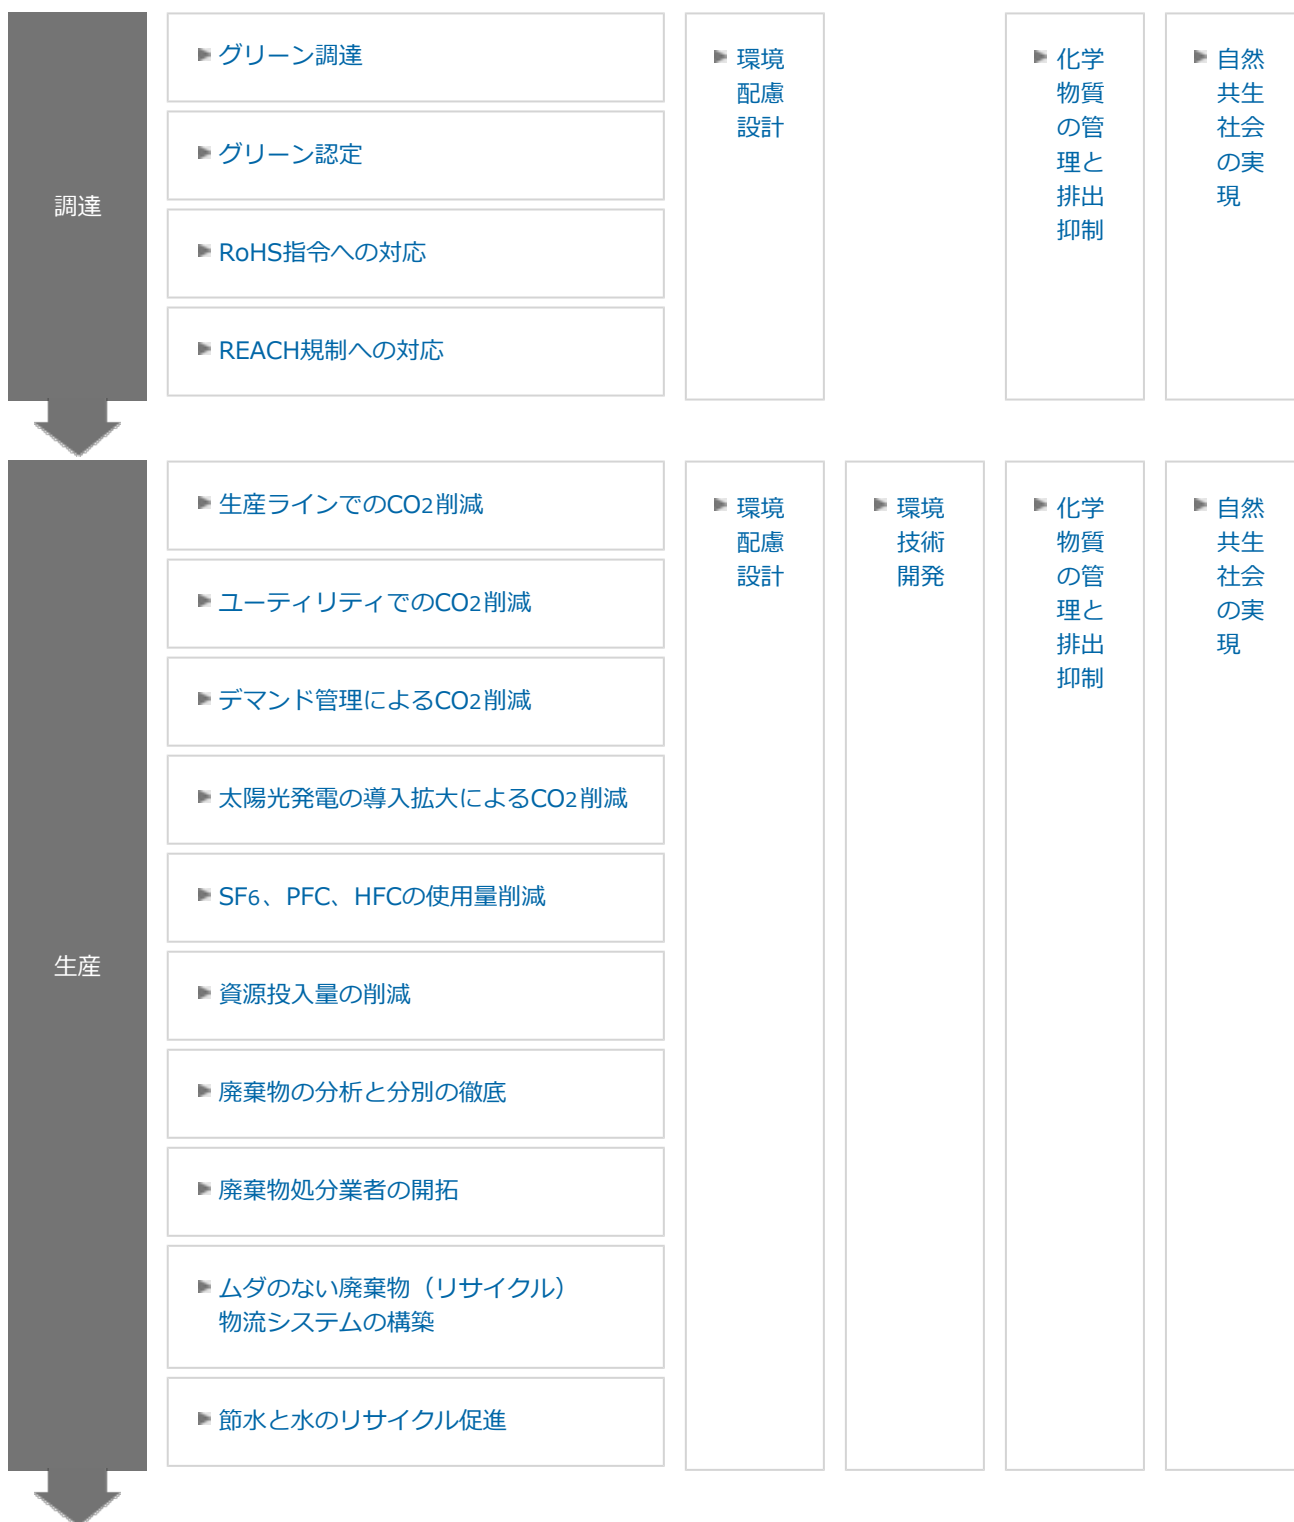 調達
グリーン調達
グリーン認定
RoHS指令への対応
REACH規制への対応
環境
配慮
設計
化学
物質
の管
理と
排出
抑制
自然
共生
社会
の実
現
生産
生産ラインでのCO2削減
ユーティリティでのCO2削減
デマンド管理によるCO2削減
太陽光発電の導入拡大によるCO2削減
SF6、PFC、HFCの使用量削減
資源投入量の削減
廃棄物の分析と分別の徹底
廃棄物処分業者の開拓
ムダのない廃棄物（リサイクル）
物流システムの構築
節水と水のリサイクル促進
環境
配慮
設計
環境
技術
開発
化学
物質
の管
理と
排出
抑制
自然
共生
社会
の実
現